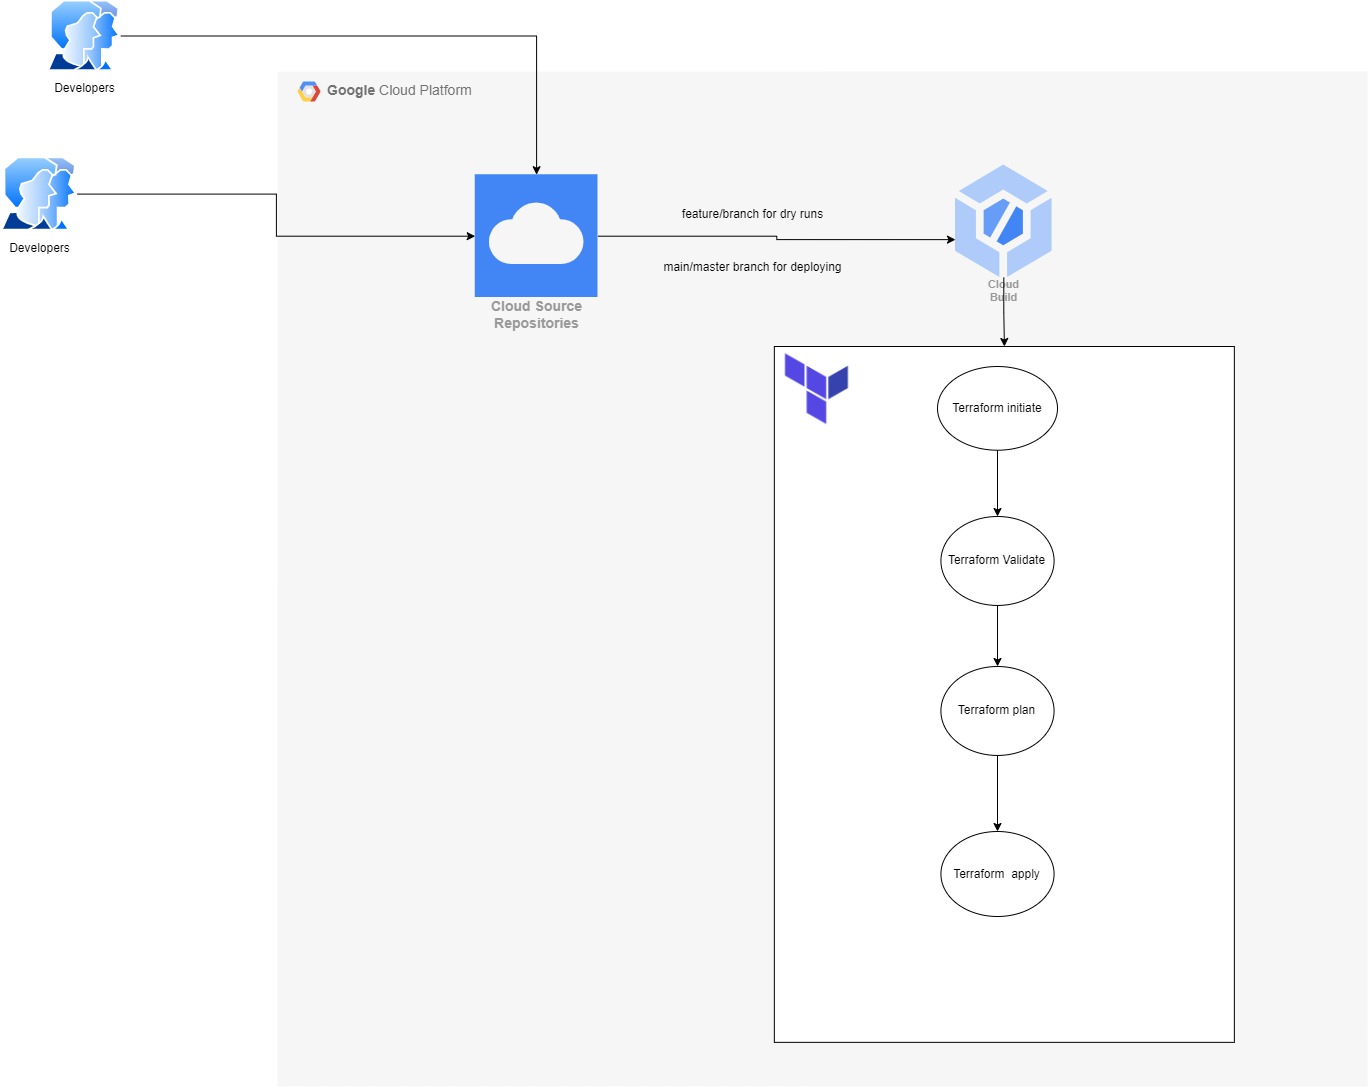 Developers
Google Cloud Platform
Developers
feature/branch for dry runs
main/master branch for deploying
Cloud Source
Repositories
Cloud
Build
Terraform initiate
Terraform Validate
Terraform plan
Terraform  apply